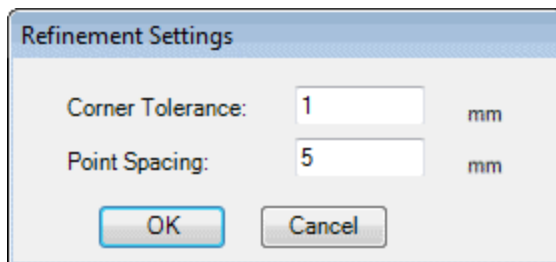 Refinement Settings
Corner Tolerance: 1 mm
Point Spacing: 5 mm
OK Cancel